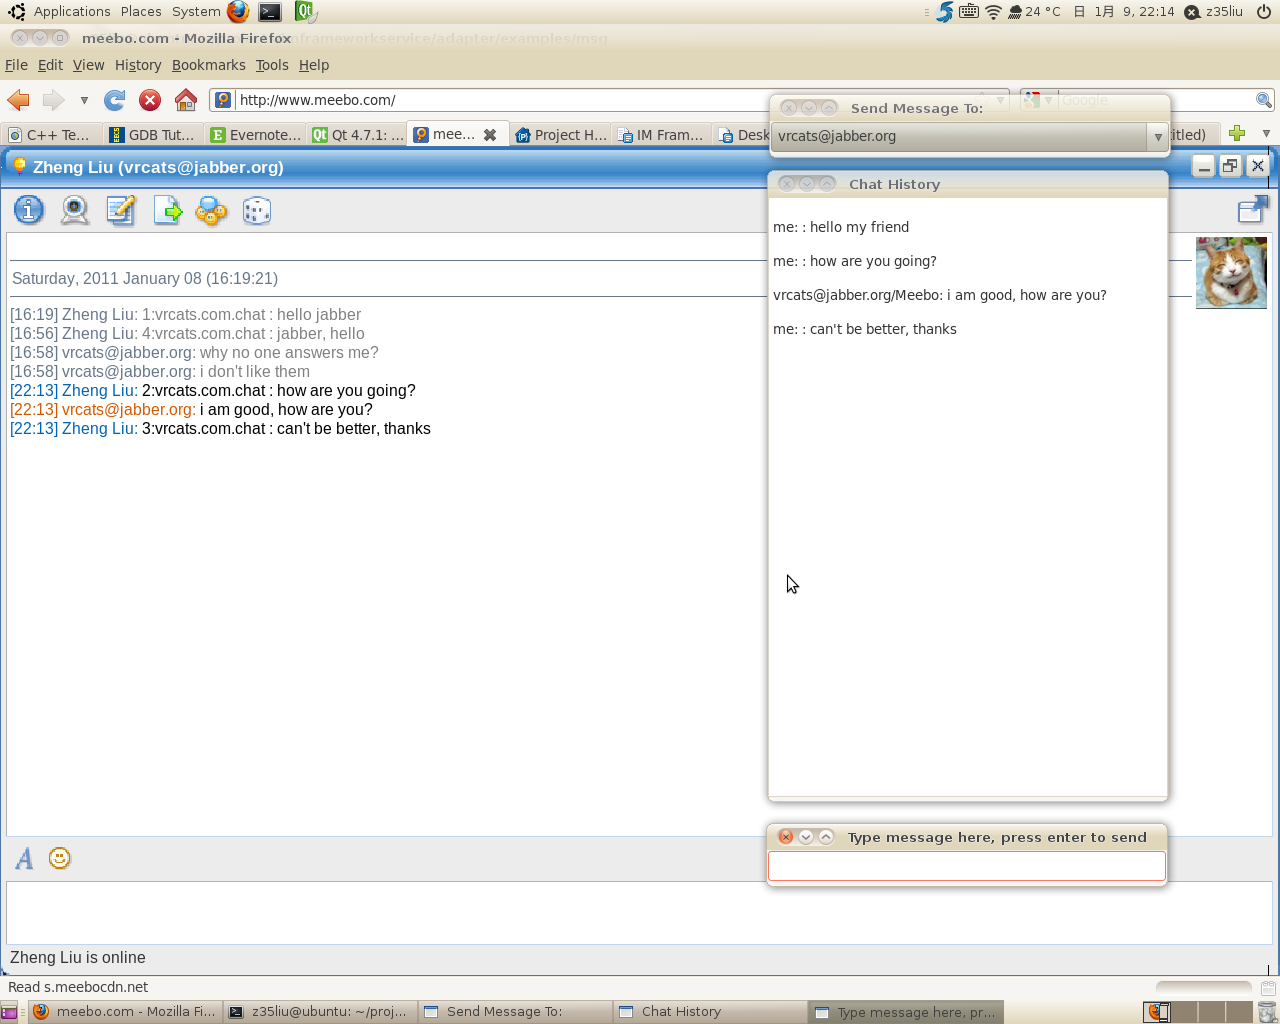 Applications Places System 24 °C 日 1月 9, 22:14 z35liu
meebo.com - Mozilla Firefox frameworkservice/adapter/examples/msg
File Edit View History Bookmarks Tools Help
http://www.meebo.com/ Google
C++ Te... GDB Tut... Evernote... Qt 4.7.1: ... mee... Project H... IM Fram... Desk itled)
Send Message To:
vrcats@jabber.org
Zheng Liu (vrcats@jabber.org)
Saturday, 2011 January 08 (16:19:21)
[16:19] Zheng Liu: 1:vrcats.com.chat : hello jabber
[16:56] Zheng Liu: 4:vrcats.com.chat : jabber, hello
[16:58] vrcats@jabber.org: why no one answers me?
[16:58] vrcats@jabber.org: i don't like them
[22:13] Zheng Liu: 2:vrcats.com.chat : how are you going?
[22:13] vrcats@jabber.org: i am good, how are you?
[22:13] Zheng Liu: 3:vrcats.com.chat : can't be better, thanks
Chat History
me: : hello my friend
me: : how are you going?
vrcats@jabber.org/Meebo: i am good, how are you?
me: : can't be better, thanks
Type message here, press enter to send
Zheng Liu is online
Read s.meebocdn.net
meebo.com - Mozilla Fi... z35liu@ubuntu: ~/proj... Send Message To: Chat History Type message here, pr...